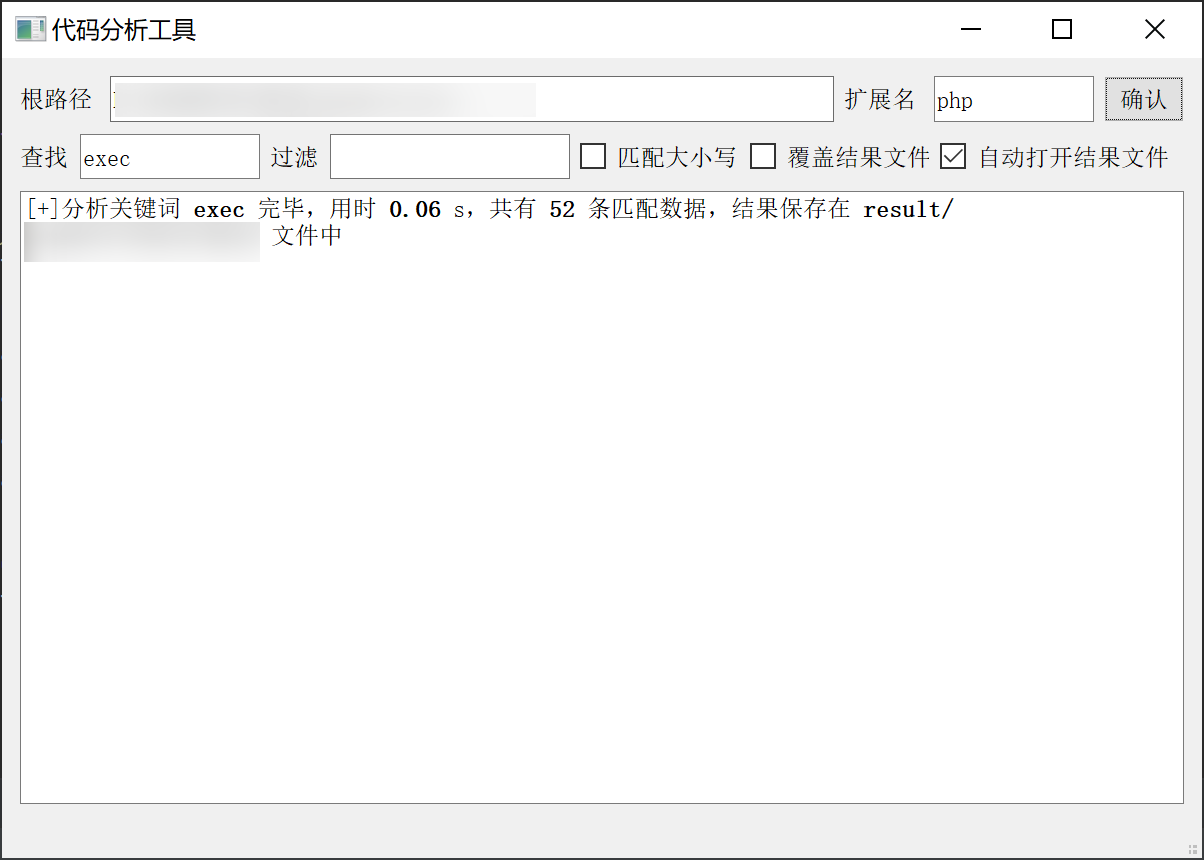 代码分析工具
根路径 扩展名 php 确认
查找 exec 过滤 匹配大小写 覆盖结果文件 自动打开结果文件
[+]分析关键词 exec 完毕，用时 0.06 s，共有 52 条匹配数据，结果保存在 result/
文件中